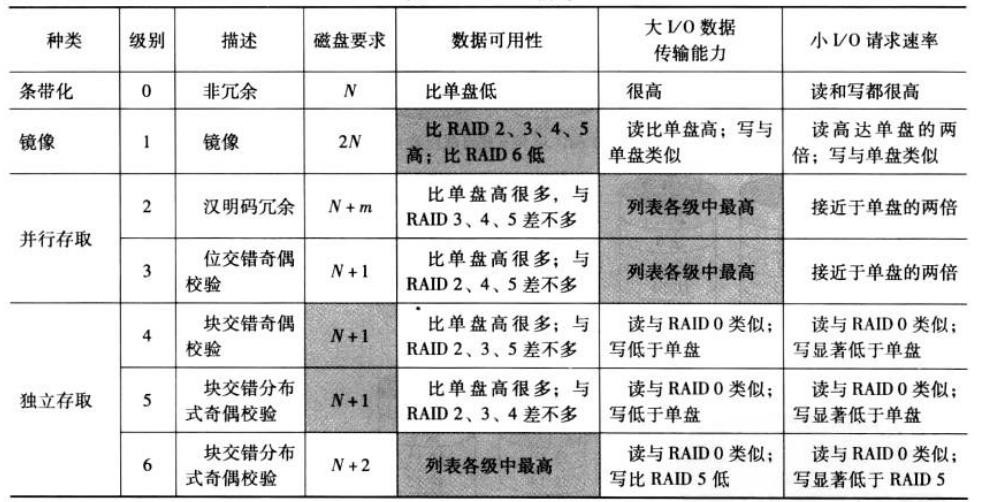 种类 级别 描述 磁盘要求 数据可用性 大 I/O 数据传输能力 小 I/O 请求速率
条带化 0 非冗余 N 比单盘低 很高 读和写都很高
镜像 1 镜像 2N 比 RAID 2、3、4、5 高；比 RAID 6 低 读比单盘高；写与单盘类似 读高达单盘的两倍；写与单盘类似
并行存取 2 汉明码冗余 N + m 比单盘高很多，与 RAID 3、4、5 差不多 列表各级中最高 接近于单盘的两倍
3 位交错奇偶校验 N + 1 比单盘高很多；与 RAID 2、4、5 差不多 列表各级中最高 接近于单盘的两倍
独立存取 4 块交错奇偶校验 N + 1 比单盘高很多；与 RAID 2、3、5 差不多 读与 RAID 0 类似；写低于单盘 读与 RAID 0 类似；写显著低于单盘
5 块交错分布式奇偶校验 N + 1 比单盘高很多；与 RAID 2、3、4 差不多 读与 RAID 0 类似；写低于单盘 读与 RAID 0 类似；写显著低于单盘
6 块交错分布式奇偶校验 N + 2 列表各级中最高 读与 RAID 0 类似；写比 RAID 5 低 读与 RAID 0 类似；写显著低于 RAID 5